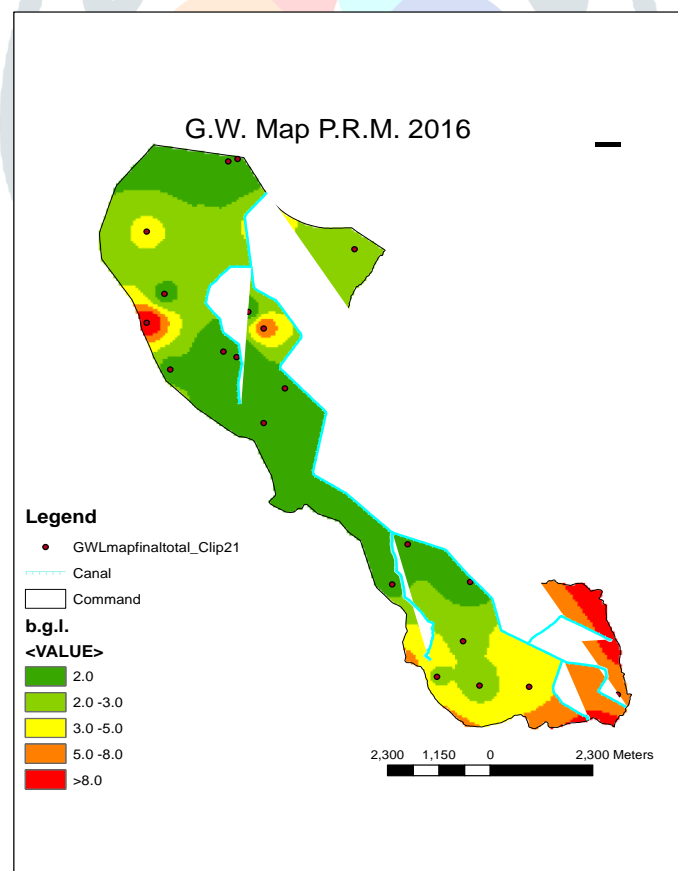 G.W. Map P.R.M. 2016
Legend
GWLmapfinaltotal_Clip21
Canal
Command
b.g.l.
<VALUE>
2.0
2.0 -3.0
3.0 -5.0
5.0 -8.0
>8.0
2,300 1,150 0 2,300 Meters